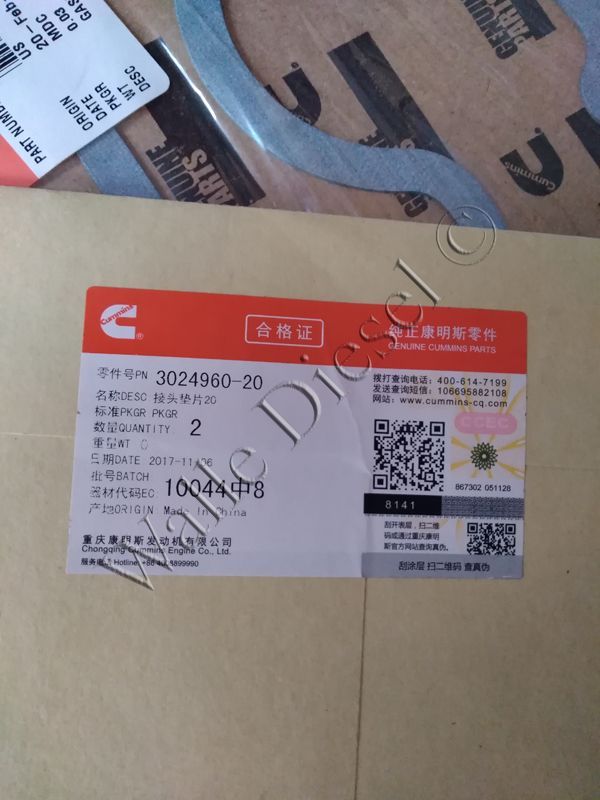 PART NUMB
ORIGIN US
DATE 20-Feb
PKGR MDC
WT 0.03
DESC GAS
GENUINE
PARTS
Cummins
GENUINE
PARTS
Cummins
GENUINE
PARTS
Cummins
Cummins
®
合格证
纯正康明斯零件
GENUINE CUMMINS PARTS
零件号PN 3024960-20
名称DESC 接头垫片20
标准PKGR PKGR
数量QUANTITY. 2
重量WT 0
日期DATE 2017-11-06
批号BATCH
器材代码EC: 10044中8
产地ORIGIN Made In China
重庆康明斯发动机有限公司
Chongqing Cummins Engine Co., Ltd.
拨打查询电话: 400-614-7199
发送查询短信: 106695882108
网站: www.cummins-cq.com
CCEC
867302 051128
8141
刮开表层, 扫二维
码或通过重庆康明
斯官方网站查询真伪。
刮涂层 扫二维码 查真伪
Walle Diesel ©